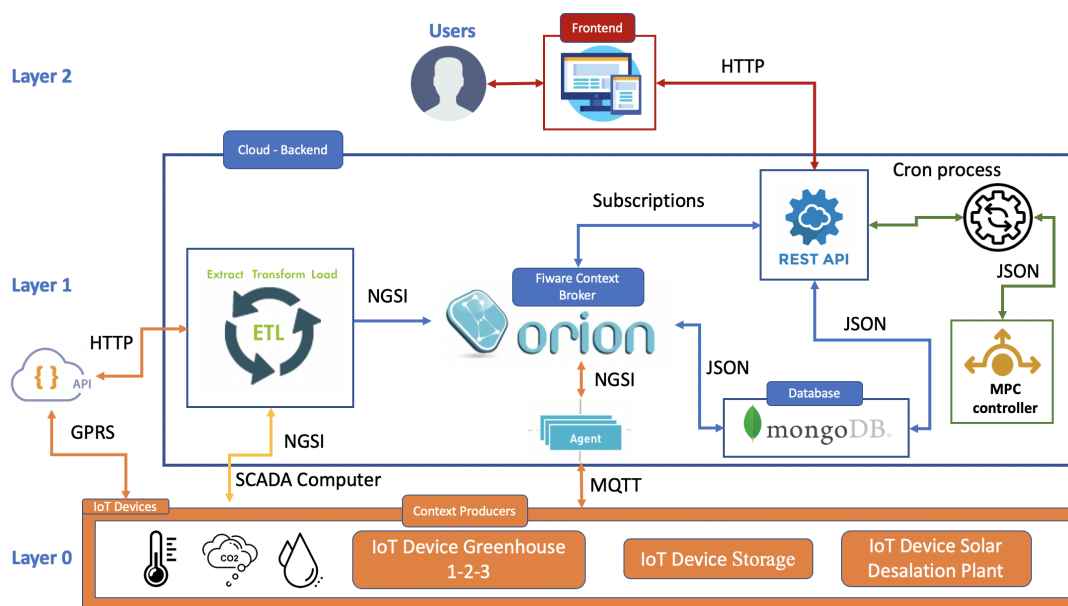 Users
Frontend
Layer 2
HTTP
Cloud - Backend
Cron process
Subscriptions
REST API
Extract Transform Load
ETL
Layer 1
NGSI
Fiware Context
Broker
orion
JSON
HTTP
{ } API
JSON
NGSI
JSON
MPC
controller
Database
mongoDB.
Agent
GPRS
NGSI
SCADA Computer
MQTT
IoT Devices
Context Producers
Layer 0
CO2
IoT Device Greenhouse
1-2-3
IoT Device Storage
IoT Device Solar
Desalation Plant